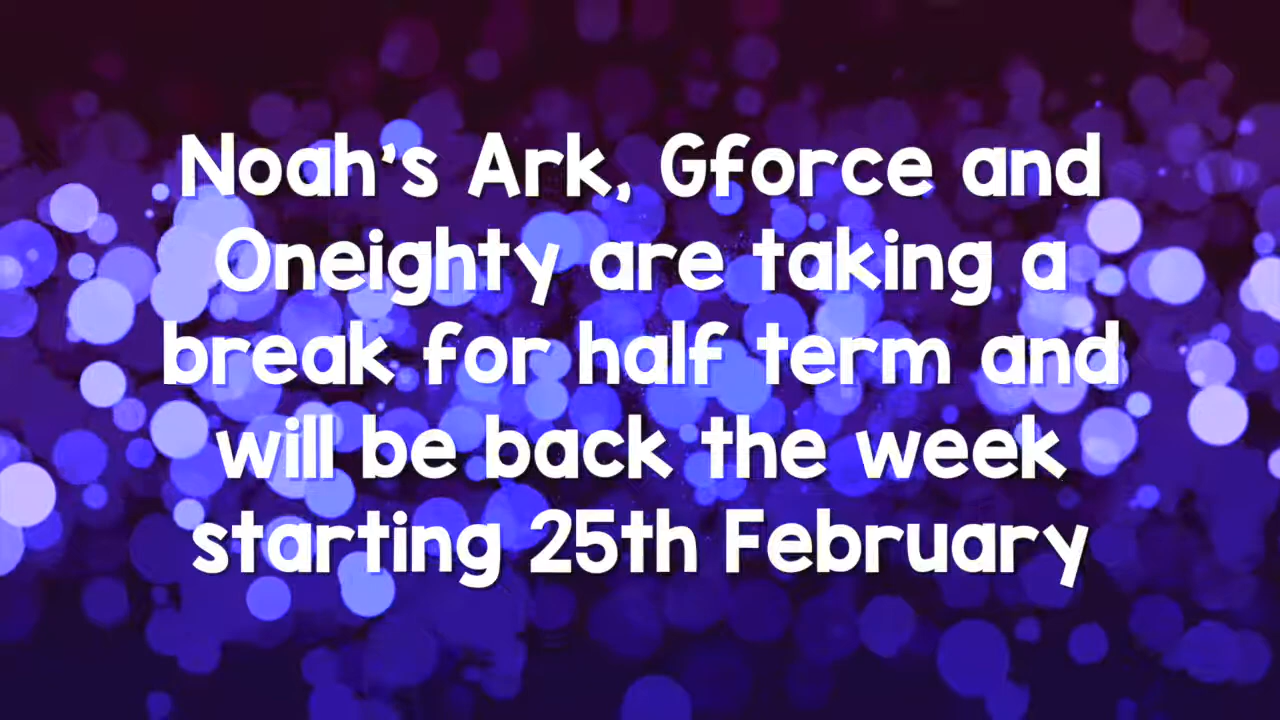 Noah's Ark, Gforce and
Oneighty are taking a
break for half term and
will be back the week
starting 25th February